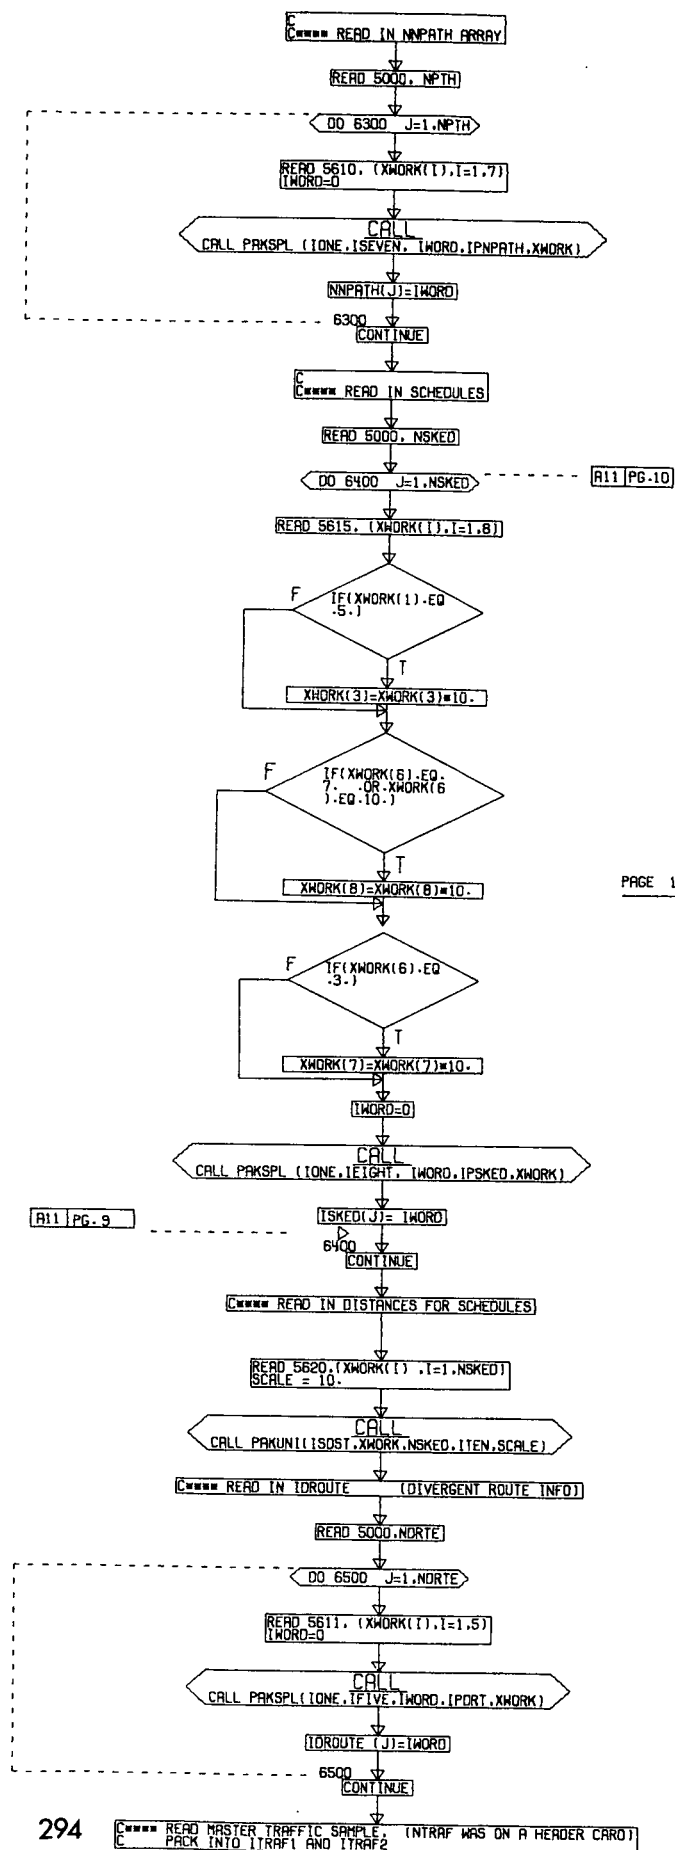 C
C**** READ IN NNPATH ARRAY
READ 5000, NPTH
DO 6300 J=1,NPTH
READ 5610, (XWORK(I),I=1,7)
IWORD=0
CALL
CALL PAKSPL (IONE,ISEVEN, IWORD,IPNPATH,XWORK)
NNPATH(J)=IWORD
6300
CONTINUE
C
C**** READ IN SCHEDULES
READ 5000, NSKED
DO 6400 J=1,NSKED
A11 PG.10
READ 5615, (XWORK(I),I=1,8)
F
IF(XWORK(1).EQ
.5.)
T
XWORK(3)=XWORK(3)*10.
F
IF(XWORK(6).EQ.
7. .OR.XWORK(6
).EQ.10.)
T
XWORK(8)=XWORK(8)*10.
PAGE 1
F
IF(XWORK(6).EQ
.3.)
T
XWORK(7)=XWORK(7)*10.
IWORD=0
CALL
CALL PAKSPL (IONE,IEIGHT, IWORD,IPSKED,XWORK)
A11 PG. 9
ISKED(J)= IWORD
6400
CONTINUE
C**** READ IN DISTANCES FOR SCHEDULES
READ 5620,(XWORK(I) ,I=1,NSKED)
SCALE = 10.
CALL
CALL PAKUNI(ISDST,XWORK,NSKED,ITEN,SCALE)
C**** READ IN IDROUTE (DIVERGENT ROUTE INFO)
READ 5000,NDRTE
DO 6500 J=1,NDRTE
READ 5611, (XWORK(I),I=1,5)
IWORD=0
CALL
CALL PAKSPL(IONE,IFIVE,IWORD,IPDRT,XWORK)
IDROUTE (J)=IWORD
6500
CONTINUE
294
C**** READ MASTER TRAFFIC SAMPLE, (NTRAF WAS ON A HEADER CARD)
C PACK INTO ITRAF1 AND ITRAF2